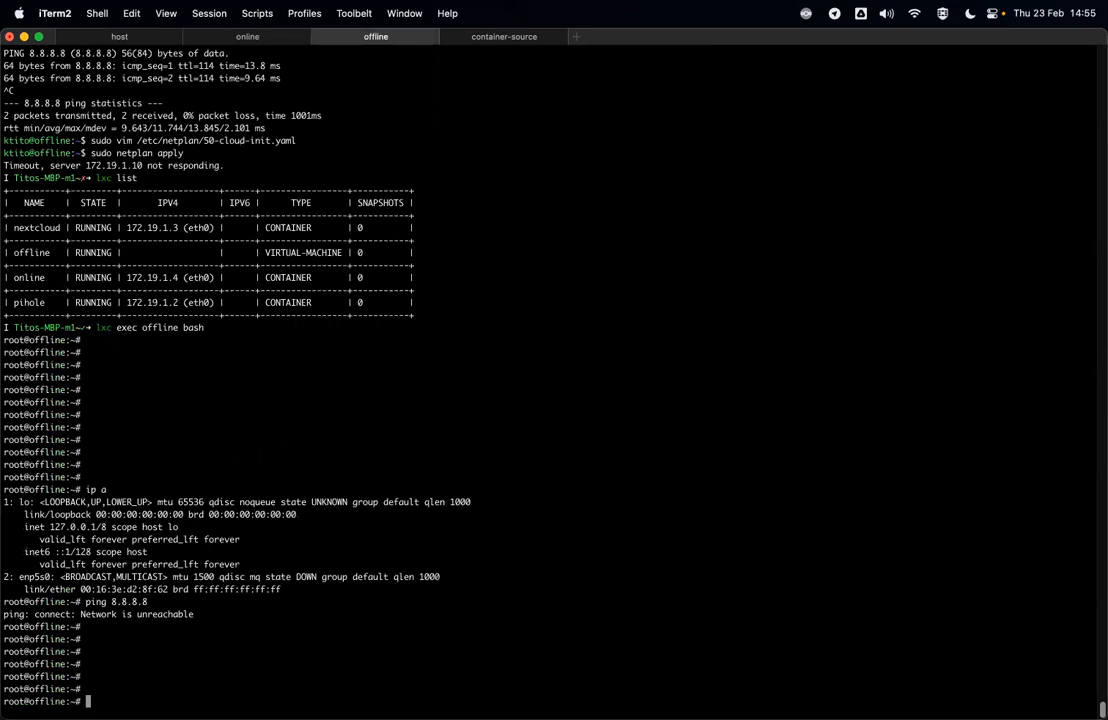 iTerm2 Shell Edit View Session Scripts Profiles Toolbelt Window Help Thu 23 Feb 14:55
host online offline container-source +
PING 8.8.8.8 (8.8.8.8) 56(84) bytes of data.
64 bytes from 8.8.8.8: icmp_seq=1 ttl=114 time=13.8 ms
64 bytes from 8.8.8.8: icmp_seq=2 ttl=114 time=9.64 ms
^C
--- 8.8.8.8 ping statistics ---
2 packets transmitted, 2 received, 0% packet loss, time 1001ms
rtt min/avg/max/mdev = 9.643/11.744/13.845/2.101 ms
ktito@offline:~$ sudo vim /etc/netplan/50-cloud-init.yaml
ktito@offline:~$ sudo netplan apply
Timeout, server 172.19.1.10 not responding.
I Titos-MBP-m1~✗➜ lxc list
+-----------+---------+-------------------+------+-----------------+-----------+
| NAME | STATE | IPV4 | IPV6 | TYPE | SNAPSHOTS |
+-----------+---------+-------------------+------+-----------------+-----------+
| nextcloud | RUNNING | 172.19.1.3 (eth0) | | CONTAINER | 0 |
+-----------+---------+-------------------+------+-----------------+-----------+
| offline | RUNNING | | | VIRTUAL-MACHINE | 0 |
+-----------+---------+-------------------+------+-----------------+-----------+
| online | RUNNING | 172.19.1.4 (eth0) | | CONTAINER | 0 |
+-----------+---------+-------------------+------+-----------------+-----------+
| pihole | RUNNING | 172.19.1.2 (eth0) | | CONTAINER | 0 |
+-----------+---------+-------------------+------+-----------------+-----------+
I Titos-MBP-m1~✓➜ lxc exec offline bash
root@offline:~#
root@offline:~#
root@offline:~#
root@offline:~#
root@offline:~#
root@offline:~#
root@offline:~#
root@offline:~#
root@offline:~#
root@offline:~#
root@offline:~#
root@offline:~#
root@offline:~# ip a
1: lo: <LOOPBACK,UP,LOWER_UP> mtu 65536 qdisc noqueue state UNKNOWN group default qlen 1000
link/loopback 00:00:00:00:00:00 brd 00:00:00:00:00:00
inet 127.0.0.1/8 scope host lo
valid_lft forever preferred_lft forever
inet6 ::1/128 scope host
valid_lft forever preferred_lft forever
2: enp5s0: <BROADCAST,MULTICAST> mtu 1500 qdisc mq state DOWN group default qlen 1000
link/ether 00:16:3e:d2:8f:62 brd ff:ff:ff:ff:ff:ff
root@offline:~# ping 8.8.8.8
ping: connect: Network is unreachable
root@offline:~#
root@offline:~#
root@offline:~#
root@offline:~#
root@offline:~#
root@offline:~#
root@offline:~#